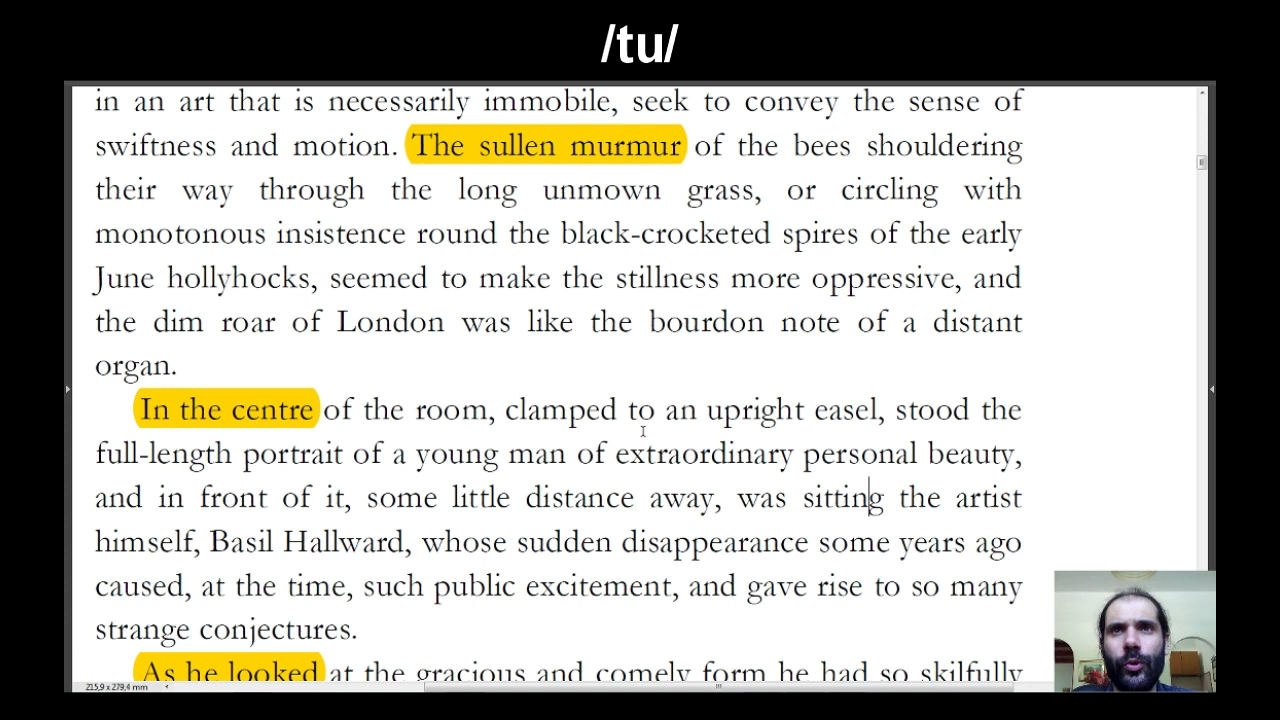 /tu/
in an art that is necessarily immobile, seek to convey the sense of
swiftness and motion. The sullen murmur of the bees shouldering
their way through the long unmown grass, or circling with
monotonous insistence round the black-crocketed spires of the early
June hollyhocks, seemed to make the stillness more oppressive, and
the dim roar of London was like the bourdon note of a distant
organ.
In the centre of the room, clamped to an upright easel, stood the
full-length portrait of a young man of extraordinary personal beauty,
and in front of it, some little distance away, was sitting the artist
himself, Basil Hallward, whose sudden disappearance some years ago
caused, at the time, such public excitement, and gave rise to so many
strange conjectures.
As he looked at the gracious and comely form he had so skilfully
215,9 x 279,4 mm